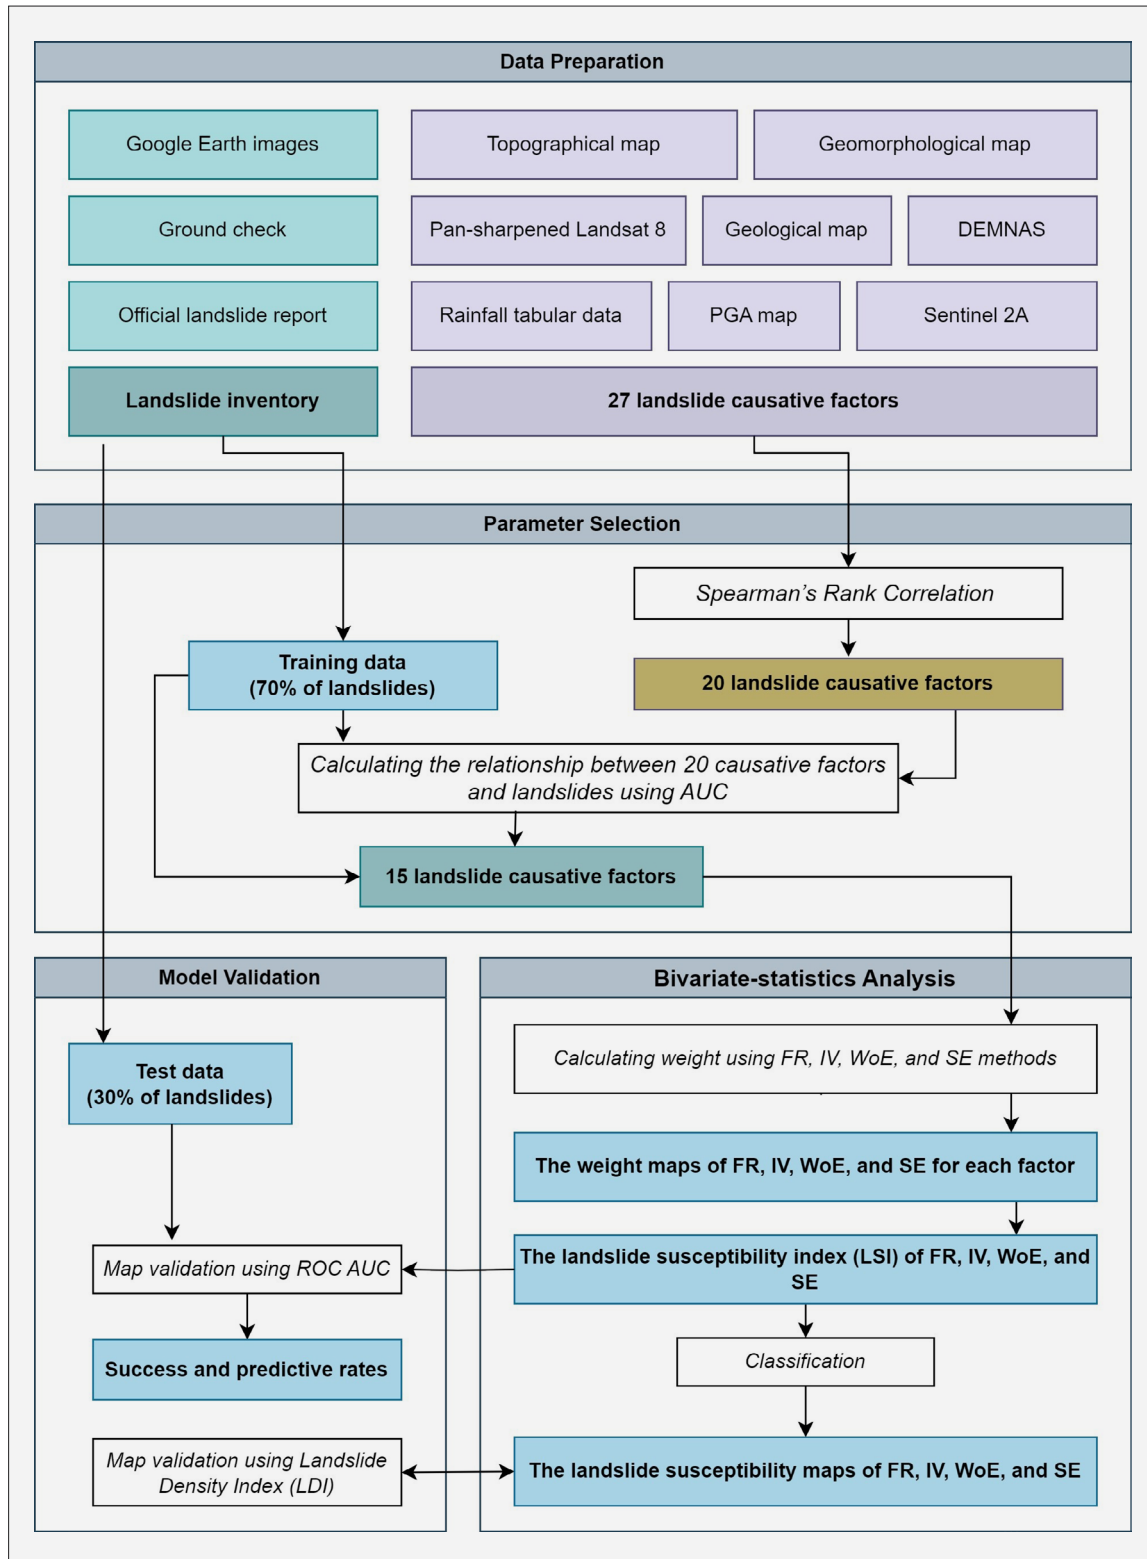 Data Preparation
Google Earth images
Topographical map
Geomorphological map
Ground check
Pan-sharpened Landsat 8
Geological map
DEMNAS
Official landslide report
Rainfall tabular data
PGA map
Sentinel 2A
Landslide inventory
27 landslide causative factors
Parameter Selection
Spearman's Rank Correlation
Training data
(70% of landslides)
20 landslide causative factors
Calculating the relationship between 20 causative factors
and landslides using AUC
15 landslide causative factors
Model Validation
Test data
(30% of landslides)
Map validation using ROC AUC
Success and predictive rates
Map validation using Landslide
Density Index (LDI)
Bivariate-statistics Analysis
Calculating weight using FR, IV, WoE, and SE methods
The weight maps of FR, IV, WoE, and SE for each factor
The landslide susceptibility index (LSI) of FR, IV, WoE, and
SE
Classification
The landslide susceptibility maps of FR, IV, WoE, and SE